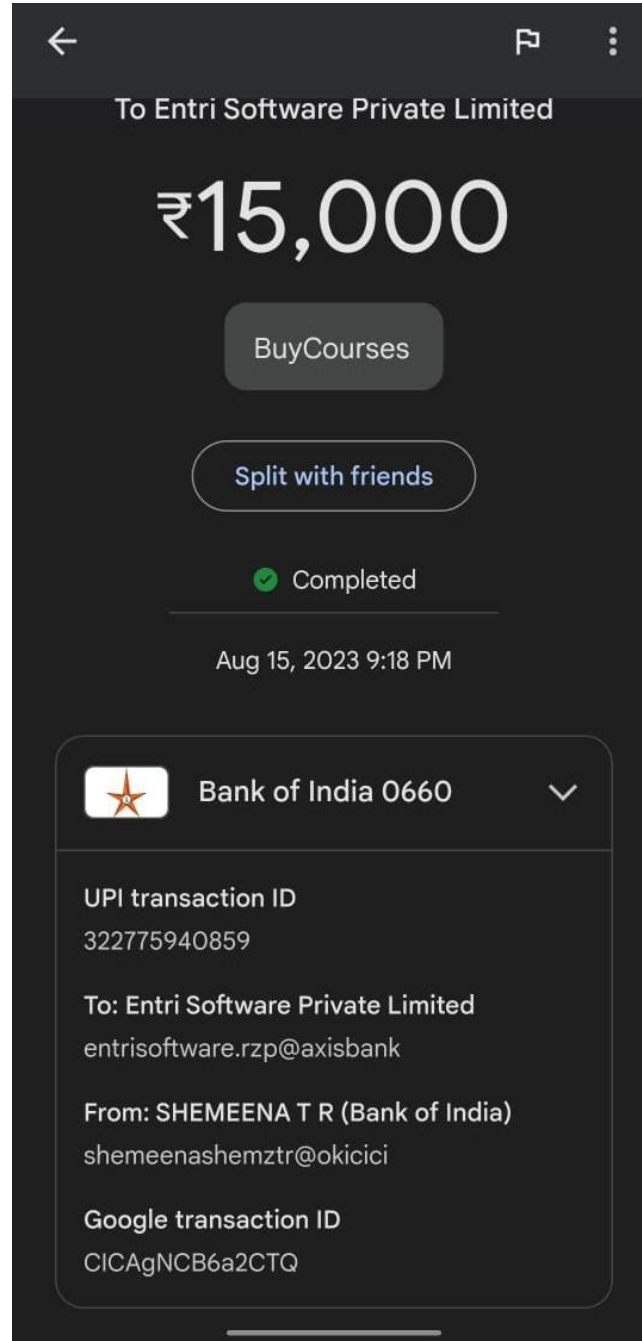 To Entri Software Private Limited
₹15,000
BuyCourses
Split with friends
Completed
Aug 15, 2023 9:18 PM
Bank of India 0660
UPI transaction ID
322775940859
To: Entri Software Private Limited
entrisoftware.rzp@axisbank
From: SHEMEENA T R (Bank of India)
shemeenashemztr@okicici
Google transaction ID
CICAgNCB6a2CTQ